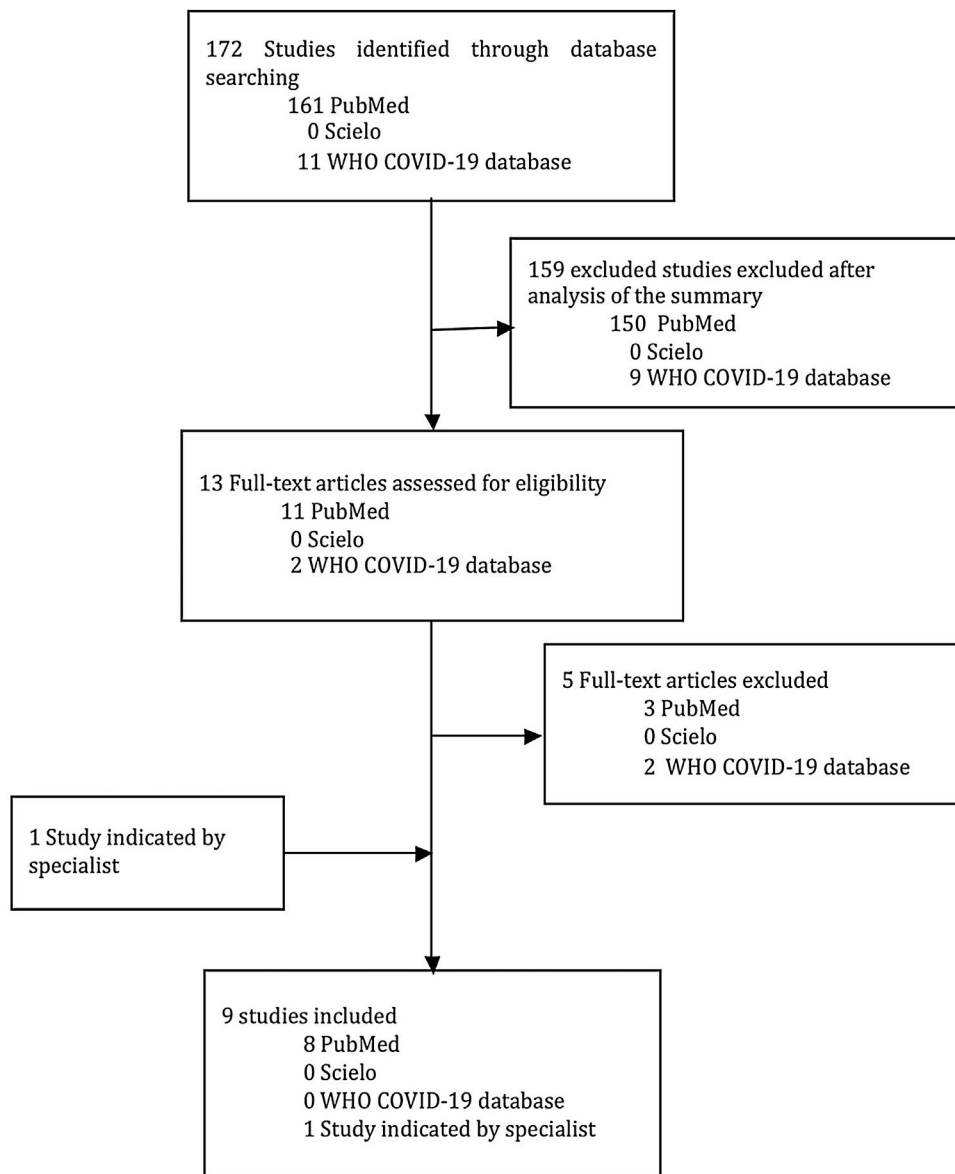 172 Studies identified through database
searching
161 PubMed
0 Scielo
11 WHO COVID-19 database
159 excluded studies excluded after
analysis of the summary
150 PubMed
0 Scielo
9 WHO COVID-19 database
13 Full-text articles assessed for eligibility
11 PubMed
0 Scielo
2 WHO COVID-19 database
5 Full-text articles excluded
3 PubMed
0 Scielo
2 WHO COVID-19 database
1 Study indicated by
specialist
9 studies included
8 PubMed
0 Scielo
0 WHO COVID-19 database
1 Study indicated by specialist